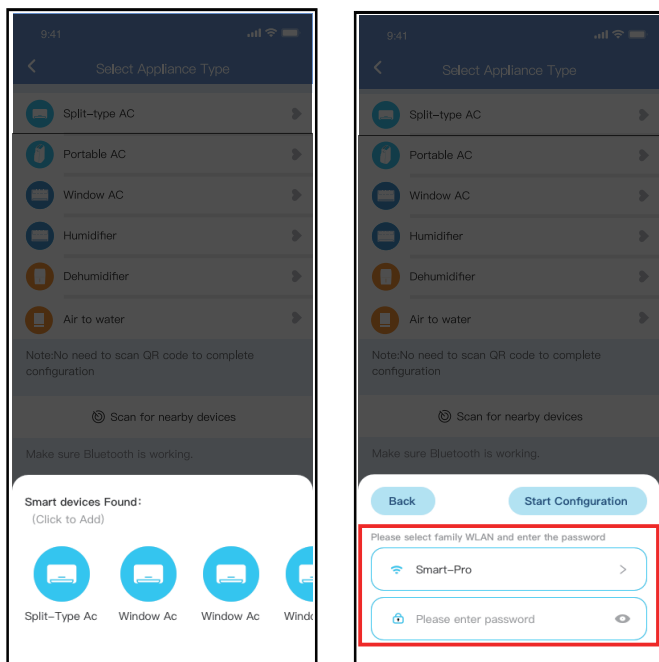 9:41
Select Appliance Type
Split-type AC
Portable AC
Window AC
Humidifier
Dehumidifier
Air to water
Note:No need to scan QR code to complete
configuration
Scan for nearby devices
Make sure Bluetooth is working.
Smart devices Found:
(Click to Add)
Split-Type Ac
Window Ac
Window Ac
Windo
9:41
Select Appliance Type
Split-type AC
Portable AC
Window AC
Humidifier
Dehumidifier
Air to water
Note:No need to scan QR code to complete
configuration
Scan for nearby devices
Make sure Bluetooth is working.
Back
Start Configuration
Please select family WLAN and enter the password
Smart-Pro
Please enter password